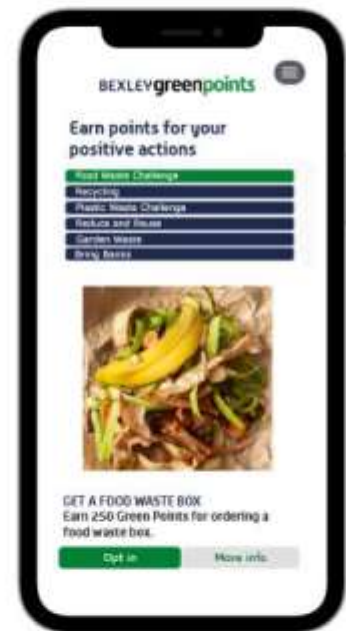 BEXLEYgreenpoints
Earn points for your
positive actions
Food Waste Challenge
Recycling
Plastic Waste Challenge
Reduce and Reuse
Garden Waste
Bring Banks
GET A FOOD WASTE BOX
Earn 250 Green Points for ordering a
food waste box.
Opt in
More info